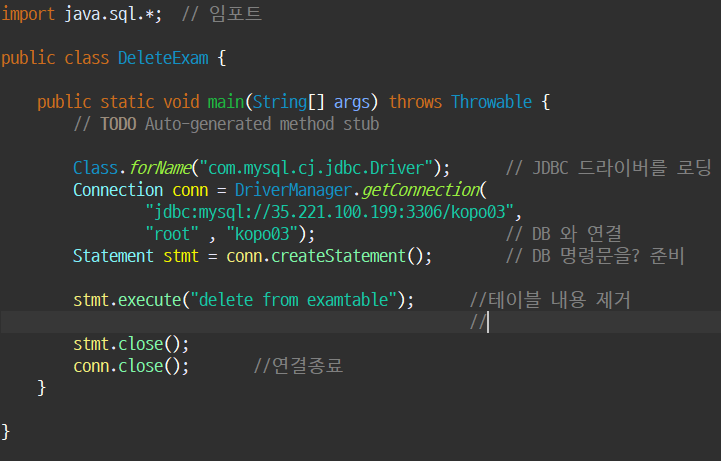 import java.sql.*;  // 임포트
public class DeleteExam {
public static void main(String[] args) throws Throwable {
// TODO Auto-generated method stub
Class.forName("com.mysql.cj.jdbc.Driver");      // JDBC 드라이버를 로딩
Connection conn = DriverManager.getConnection(
"jdbc:mysql://35.221.100.199:3306/kopo03",
"root" , "kopo03");                     // DB 와 연결
Statement stmt = conn.createStatement();        // DB 명령문을? 준비
stmt.execute("delete from examtable");      //테이블 내용 제거
//
stmt.close();
conn.close();       //연결종료
}
}